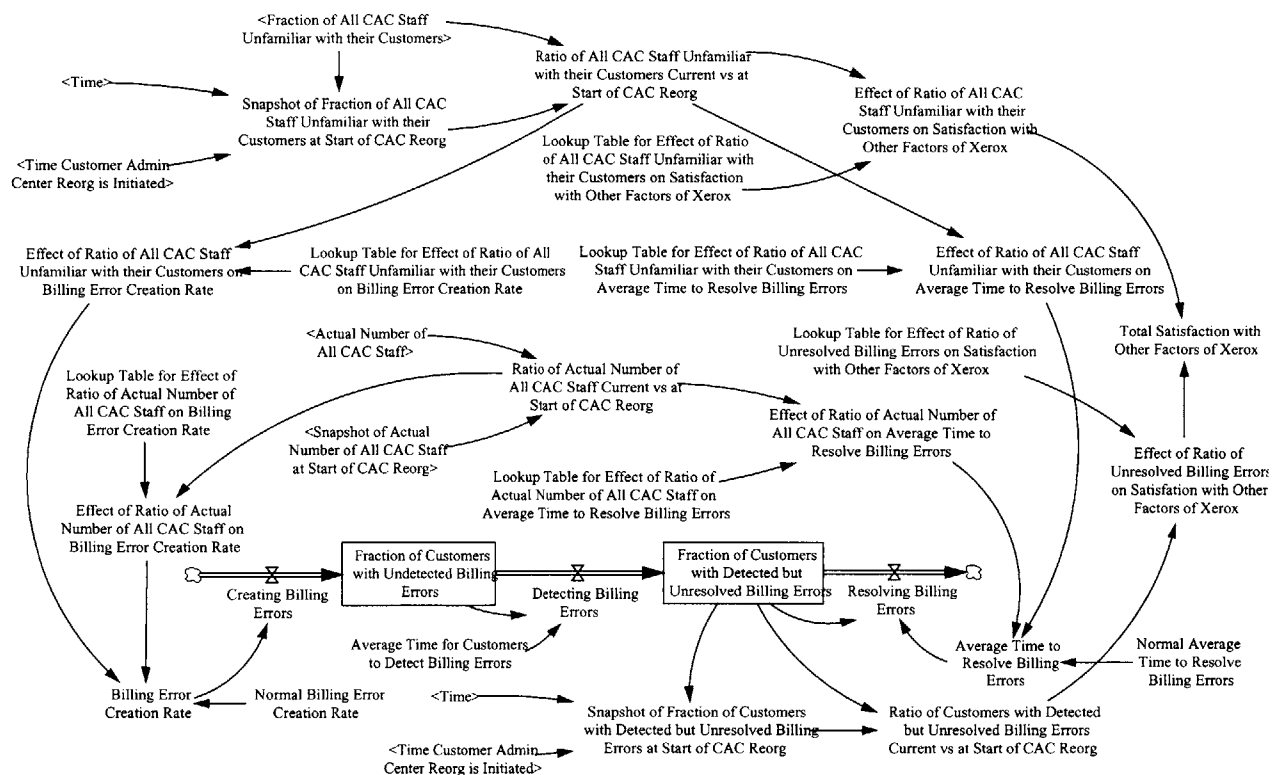 <Fraction of All CAC Staff
Unfamiliar with their Customers>
Ratio of All CAC Staff Unfamiliar
with their Customers Current vs at
Start of CAC Reorg
<Time>
Snapshot of Fraction of All CAC
Staff Unfamiliar with their
Customers at Start of CAC Reorg
Effect of Ratio of All CAC
Staff Unfamiliar with their
Customers on Satisfaction with
Other Factors of Xerox
<Time Customer Admin
Center Reorg is Initiated>
Lookup Table for Effect of Ratio
of All CAC Staff Unfamiliar with
their Customers on Satisfaction
with Other Factors of Xerox
Effect of Ratio of All CAC Staff
Unfamiliar with their Customers on
Billing Error Creation Rate
Lookup Table for Effect of Ratio of All
CAC Staff Unfamiliar with their Customers
on Billing Error Creation Rate
Lookup Table for Effect of Ratio of All CAC
Staff Unfamiliar with their Customers on
Average Time to Resolve Billing Errors
Effect of Ratio of All CAC Staff
Unfamiliar with their Customers on
Average Time to Resolve Billing Errors
<Actual Number of
All CAC Staff>
Lookup Table for Effect of Ratio of
Unresolved Billing Errors on Satisfaction
with Other Factors of Xerox
Total Satisfaction with
Other Factors of Xerox
Lookup Table for Effect of
Ratio of Actual Number of
All CAC Staff on Billing
Error Creation Rate
Ratio of Actual Number of
All CAC Staff Current vs at
Start of CAC Reorg
Effect of Ratio of Actual Number of
All CAC Staff on Average Time to
Resolve Billing Errors
<Snapshot of Actual
Number of All CAC Staff
at Start of CAC Reorg>
Effect of Ratio of
Unresolved Billing Errors
on Satisfation with Other
Factors of Xerox
Lookup Table for Effect of Ratio of
Actual Number of All CAC Staff on
Average Time to Resolve Billing Errors
Effect of Ratio of Actual
Number of All CAC Staff on
Billing Error Creation Rate
Fraction of Customers
with Undetected Billing
Errors
Fraction of Customers
with Detected but
Unresolved Billing Errors
Creating Billing
Errors
Detecting Billing
Errors
Resolving Billing
Errors
Average Time for Customers
to Detect Billing Errors
Average Time to
Resolve Billing
Errors
Normal Average
Time to Resolve
Billing Errors
Billing Error
Creation Rate
Normal Billing Error
Creation Rate
<Time>
Snapshot of Fraction of Customers
with Detected but Unresolved Billing
Errors at Start of CAC Reorg
Ratio of Customers with Detected
but Unresolved Billing Errors
Current vs at Start of CAC Reorg
<Time Customer Admin
Center Reorg is Initiated>